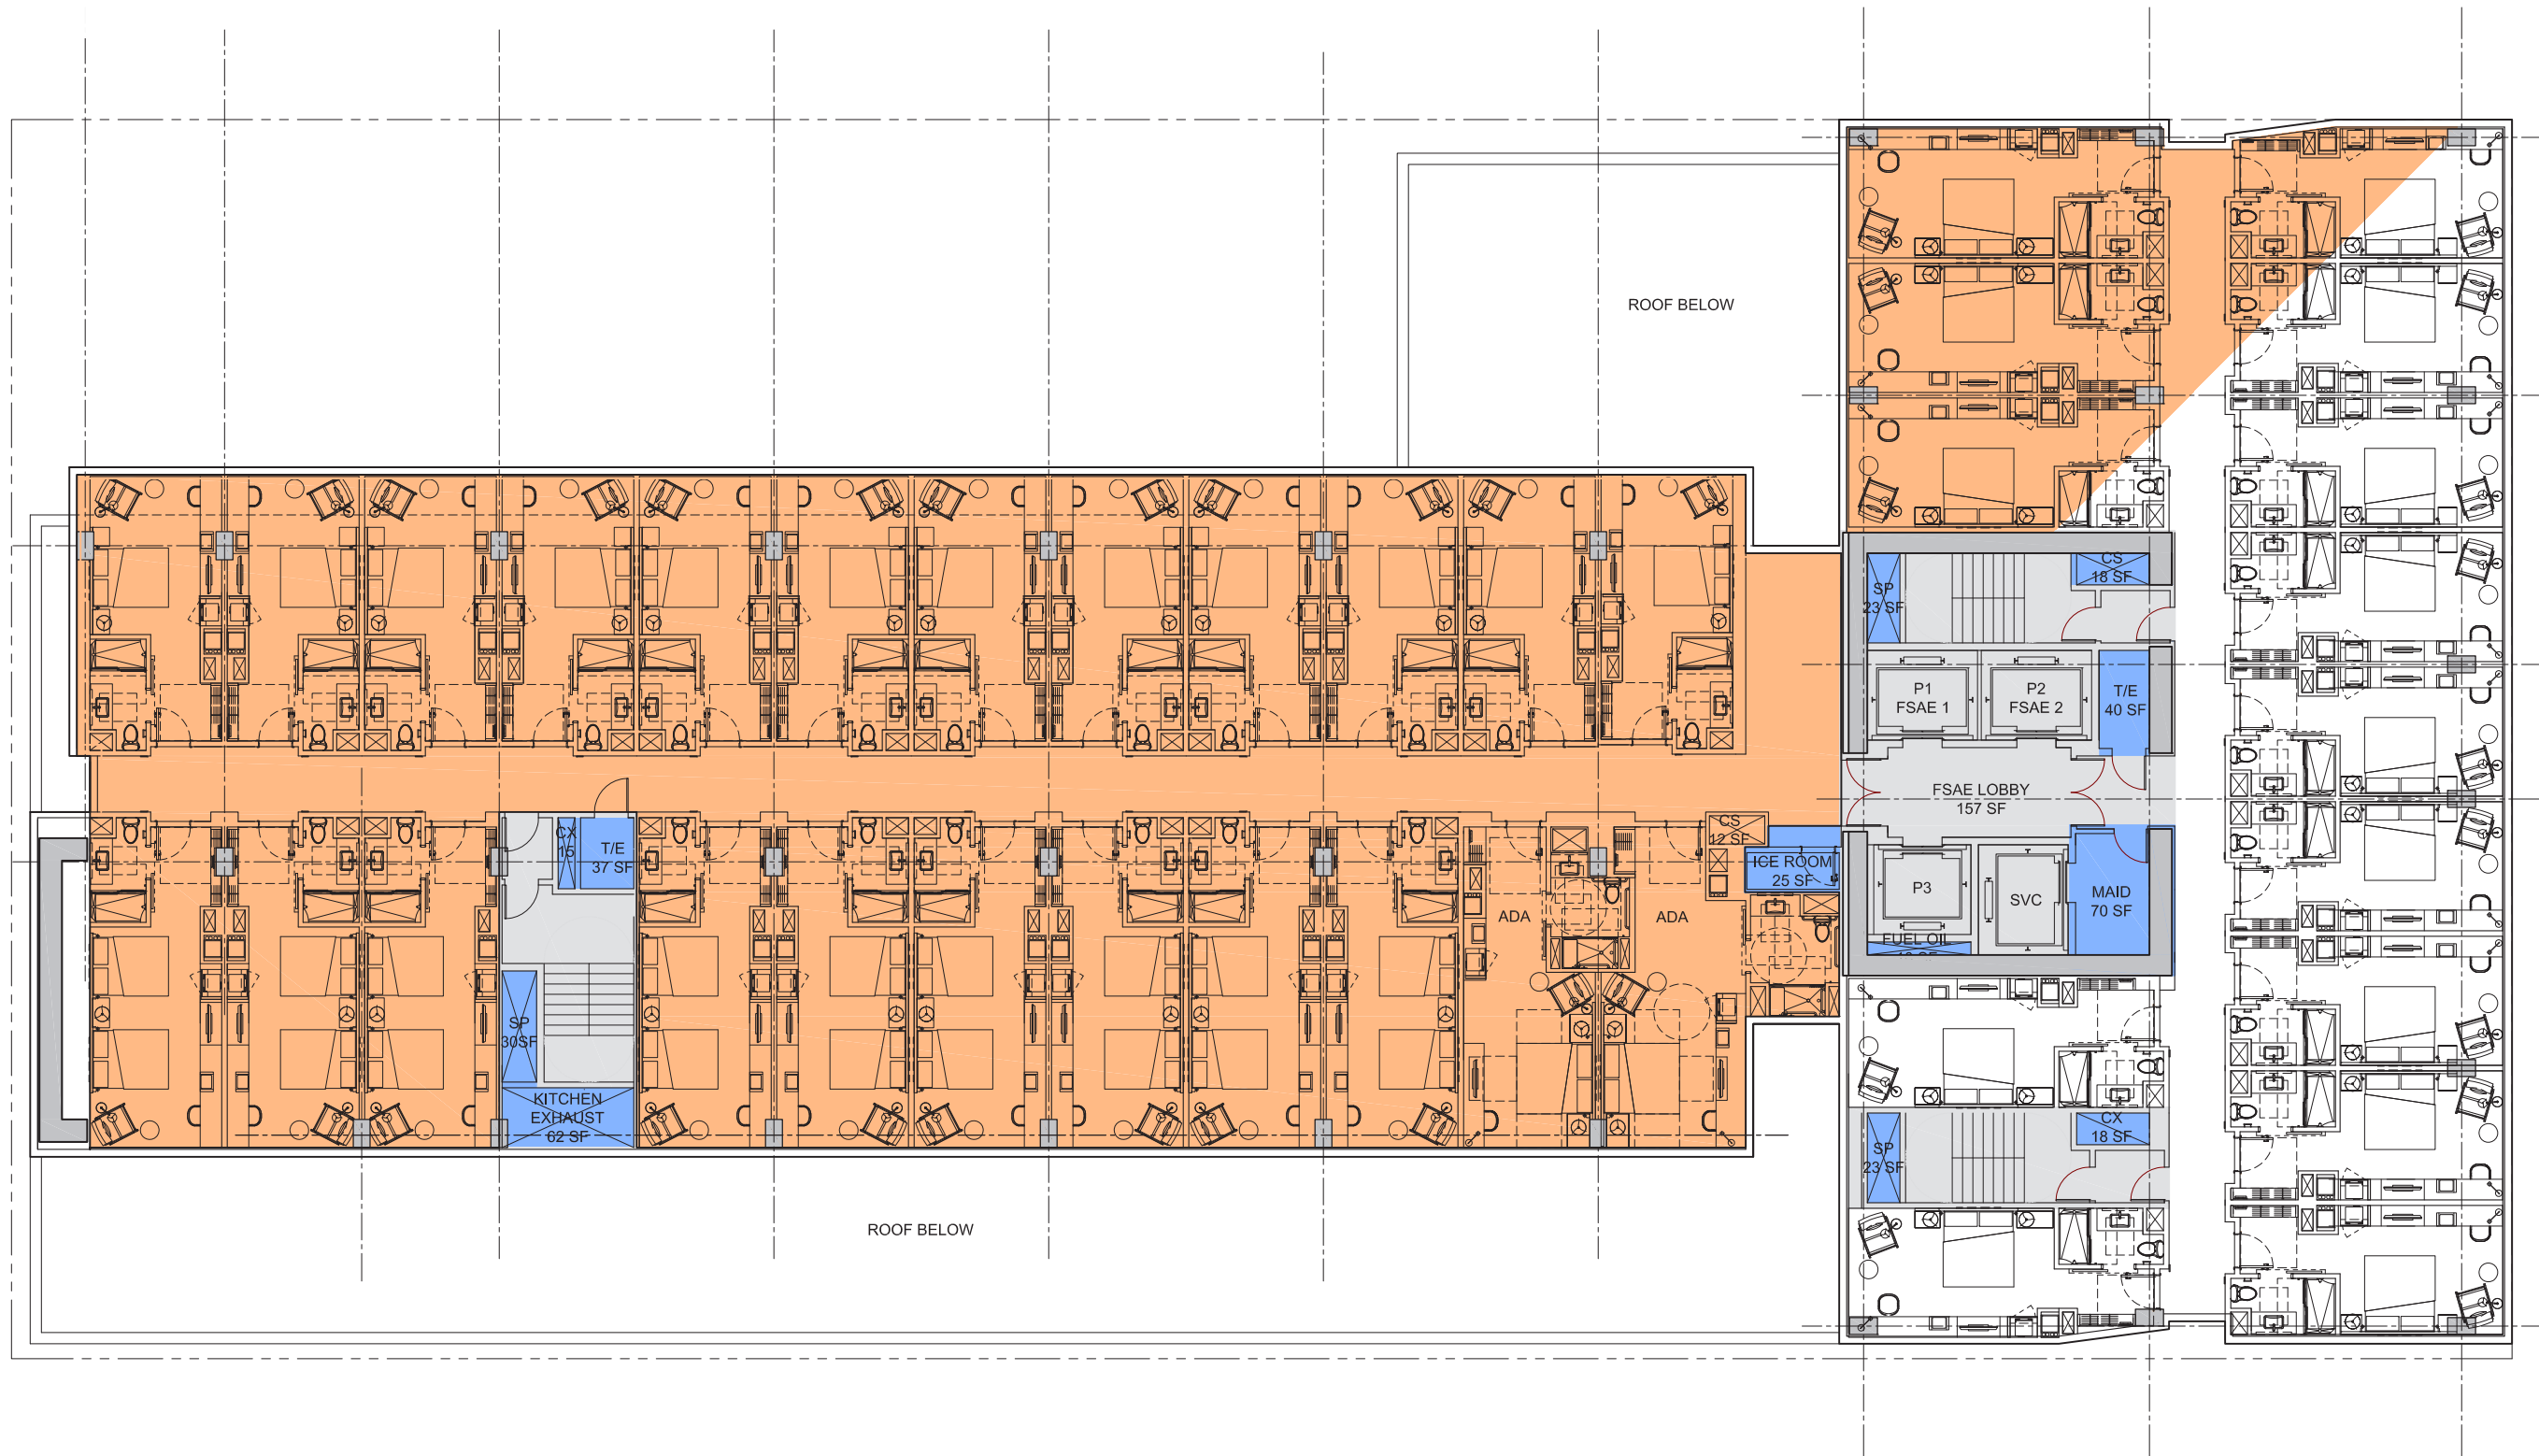 ROOF BELOW
CS
18 SF
SP
23 SF
P1
FSAE 1
P2
FSAE 2
T/E
40 SF
FSAE LOBBY
157 SF
CX
15
T/E
37 SF
CS
12 SF
ICE ROOM
25 SF
P3
SVC
MAID
70 SF
ADA
ADA
FUEL OIL
SP
30SF
KITCHEN
EXHAUST
62 SF
CX
18 SF
SP
23 SF
ROOF BELOW